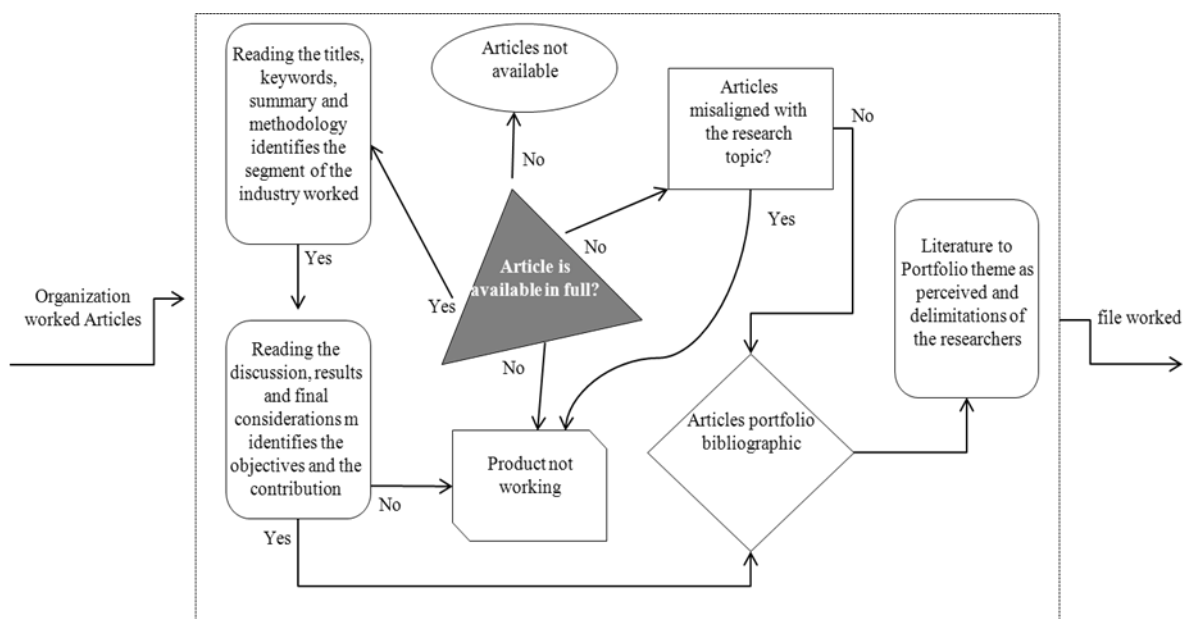 Organization
worked Articles
Reading the titles,
keywords,
summary and
methodology
identifies the
segment of the
industry worked
Yes
Reading the
discussion, results
and final
considerations m
identifies the
objectives and the
contribution
No
Yes
Articles not
available
No
Article is
available in full?
Yes
No
No
Product not
working
Articles
misaligned with
the research
topic?
No
Yes
Articles portfolio
bibliographic
Literature to
Portfolio theme as
perceived and
delimitations of
the researchers
file worked